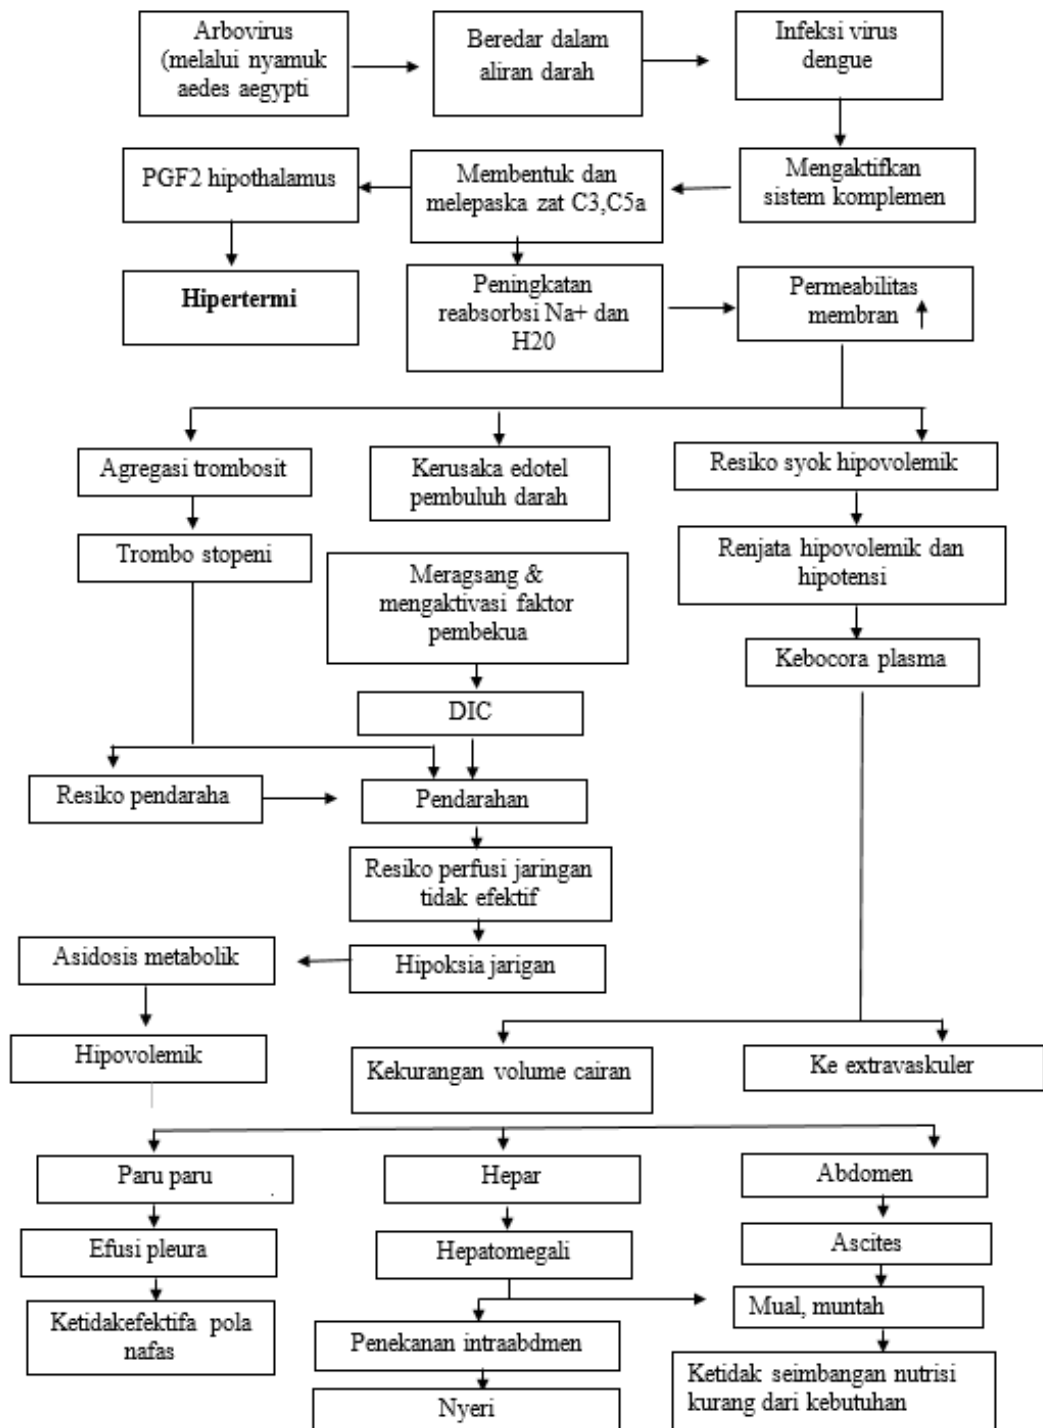 Arbovirus
(melalui nyamuk
aedes aegypti
Beredar dalam
aliran darah
Infeksi virus
dengue
PGF2 hipothalamus
Membentuk dan
melepaska zat C3,C5a
Mengaktifkan
sistem komplemen
Hipertermi
Peningkatan
reabsorbsi Na+ dan
H20
Permeabilitas
membran
Agregasi trombosit
Kerusaka edotel
pembuluh darah
Resiko syok hipovolemik
Trombo stopeni
Meragsang &
mengaktivasi faktor
pembekua
Renjata hipovolemik dan
hipotensi
Kebocora plasma
DIC
Resiko pendaraha
Pendarahan
Resiko perfusi jaringan
tidak efektif
Asidosis metabolik
Hipoksia jarigan
Hipovolemik
Kekurangan volume cairan
Ke extravaskuler
Paru paru
Hepar
Abdomen
Efusi pleura
Hepatomegali
Ascites
Ketidakefektifa pola
nafas
Penekanan intraabdmen
Mual, muntah
Nyeri
Ketidak seimbangan nutrisi
kurang dari kebutuhan